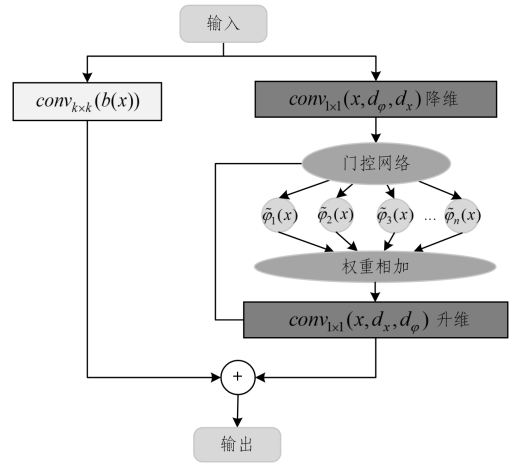 输入
conv_{k×k}(b(x))
conv_{1×1}(x, d_φ, d_x) 降维
门控网络
φ̃_1(x) φ̃_2(x) φ̃_3(x) ... φ̃_n(x)
权重相加
conv_{1×1}(x, d_x, d_φ) 升维
+
输出